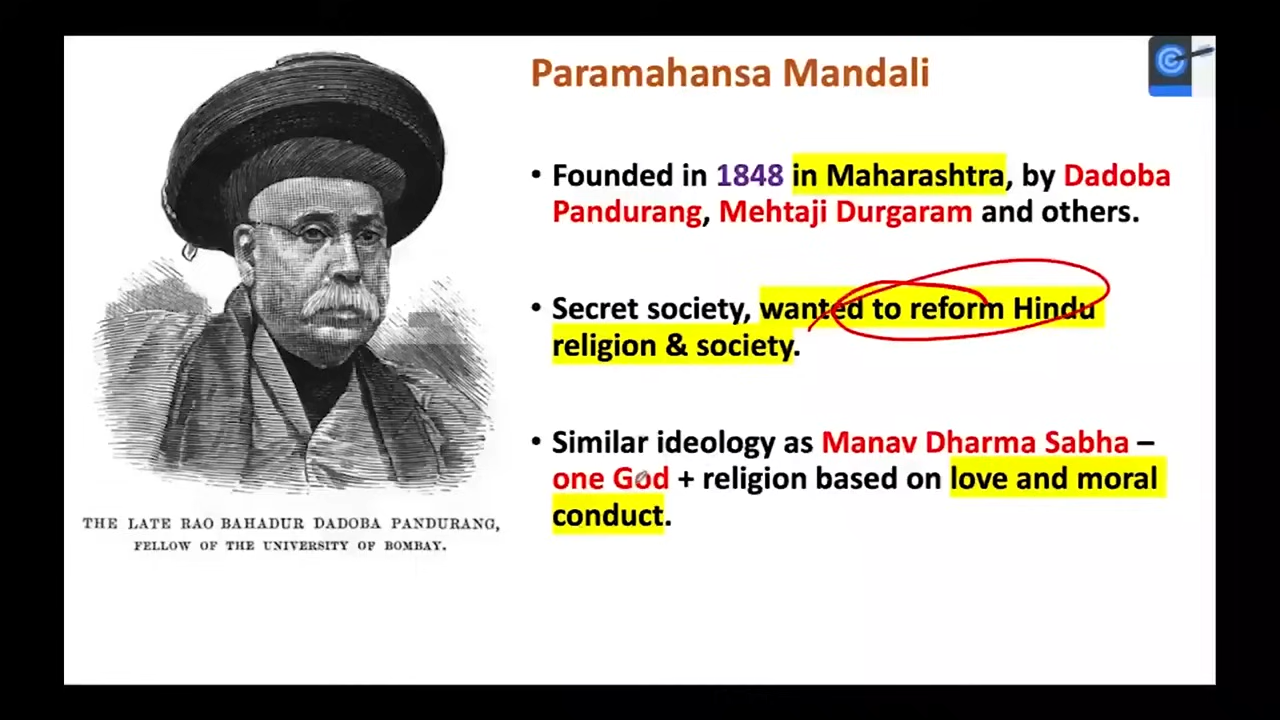 Paramahansa Mandali
• Founded in 1848 in Maharashtra, by Dadoba
Pandurang, Mehtaji Durgaram and others.
• Secret society, wanted to reform Hindu
religion & society.
• Similar ideology as Manav Dharma Sabha –
one God + religion based on love and moral
conduct.
THE LATE RAO BAHADUR DADOBA PANDURANG,
FELLOW OF THE UNIVERSITY OF BOMBAY.